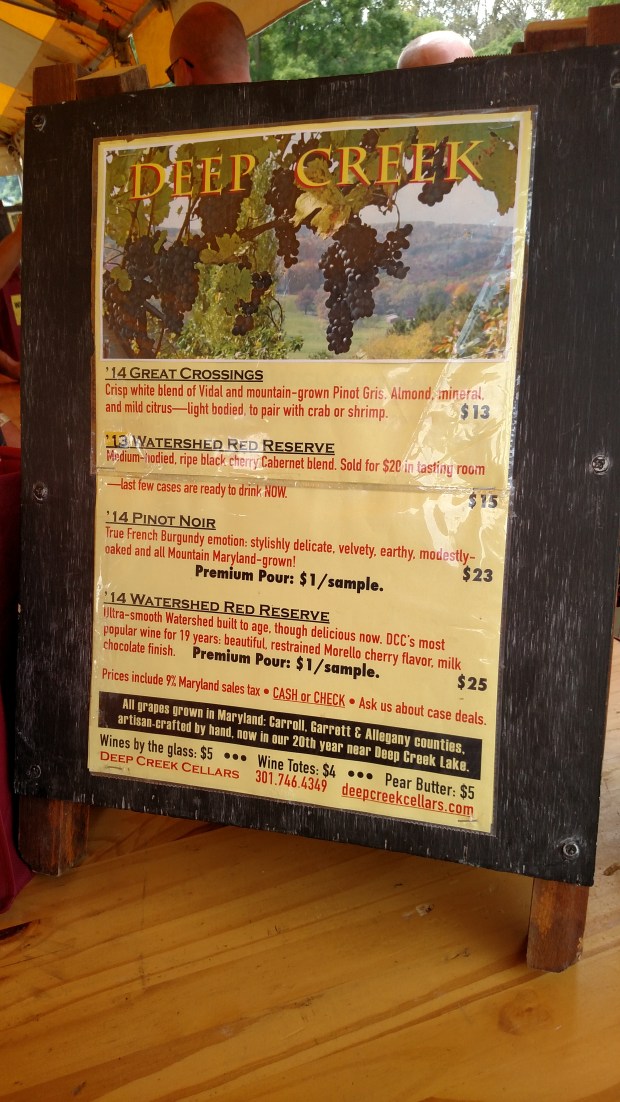 DEEP CREEK
'14 GREAT CROSSINGS
Crisp white blend of Vidal and mountain-grown Pinot Gris. Almond, mineral,
and mild citrus—light bodied, to pair with crab or shrimp. $13
'13 WATERSHED RED RESERVE
Medium-bodied, ripe black cherry Cabernet blend. Sold for $20 in tasting room
—last few cases are ready to drink NOW. $15
'14 PINOT NOIR
True French Burgundy emotion: stylishly delicate, velvety, earthy, modestly-
oaked and all Mountain Maryland-grown! $23
Premium Pour: $1/sample.
'14 WATERSHED RED RESERVE
Ultra-smooth Watershed built to age, though delicious now. DCC's most
popular wine for 19 years: beautiful, restrained Morello cherry flavor, milk
chocolate finish. Premium Pour: $1/sample. $25
Prices include 9% Maryland sales tax • CASH or CHECK • Ask us about case deals.
All grapes grown in Maryland: Carroll, Garrett & Allegany counties,
artisan-crafted by hand, now in our 20th year near Deep Creek Lake.
Wines by the glass: $5 ••• Wine Totes: $4 ••• Pear Butter: $5
DEEP CREEK CELLARS 301.746.4349 deepcreekcellars.com